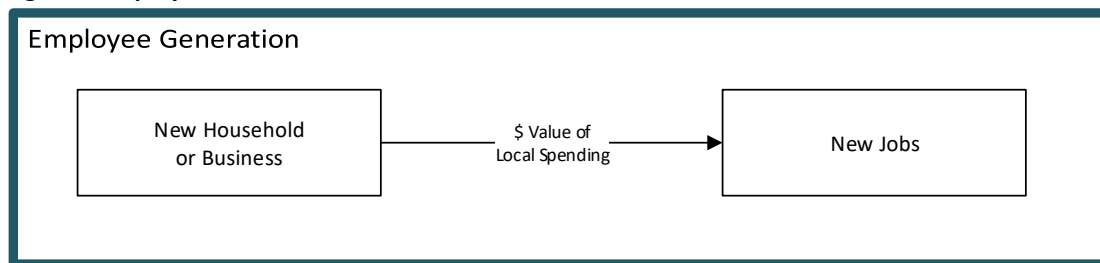 Employee Generation
New Household
or Business
$ Value of
Local Spending
New Jobs